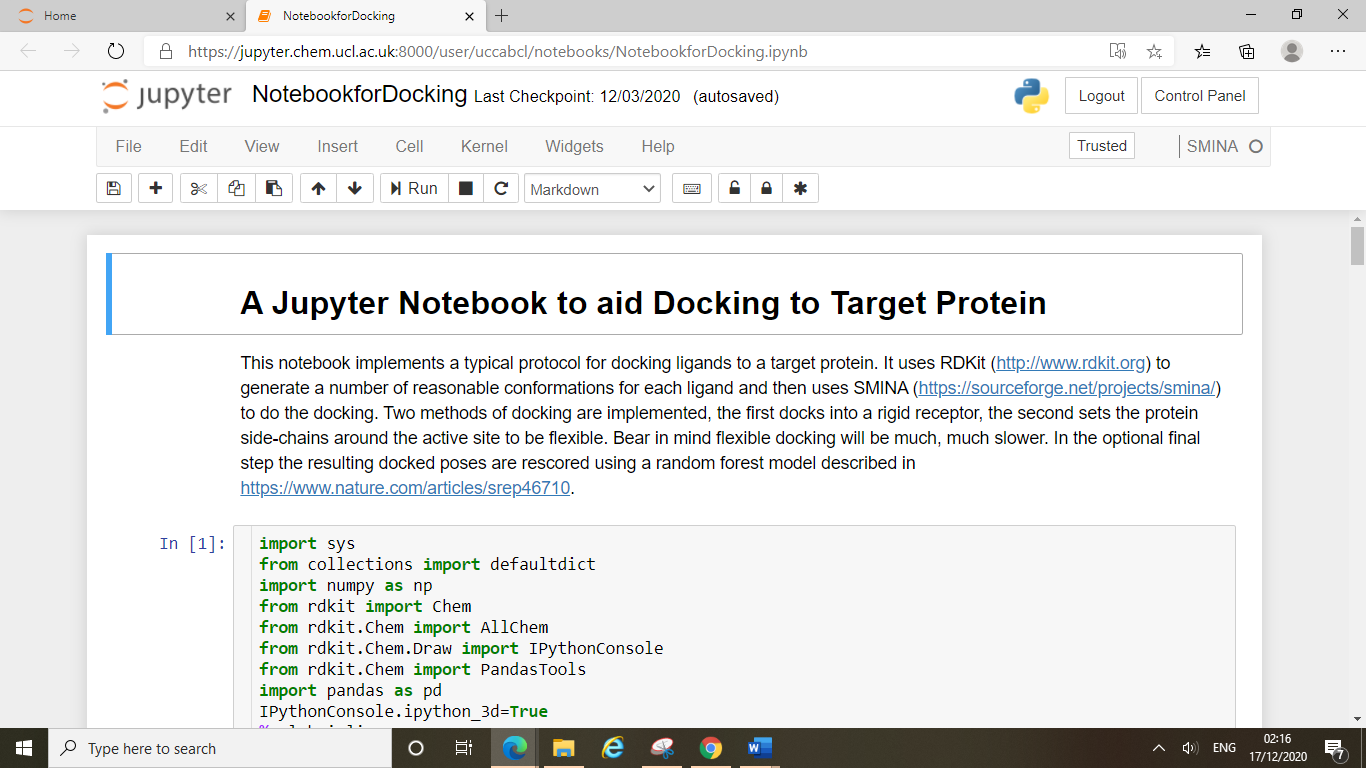 Home
NotebookforDocking
https://jupyter.chem.ucl.ac.uk:8000/user/uccabcl/notebooks/NotebookforDocking.ipynb
jupyter NotebookforDocking Last Checkpoint: 12/03/2020 (autosaved)
Logout
Control Panel
File Edit View Insert Cell Kernel Widgets Help
Trusted
SMINA
Run
Markdown
A Jupyter Notebook to aid Docking to Target Protein
This notebook implements a typical protocol for docking ligands to a target protein. It uses RDKit (http://www.rdkit.org) to
generate a number of reasonable conformations for each ligand and then uses SMINA (https://sourceforge.net/projects/smina/)
to do the docking. Two methods of docking are implemented, the first docks into a rigid receptor, the second sets the protein
side-chains around the active site to be flexible. Bear in mind flexible docking will be much, much slower. In the optional final
step the resulting docked poses are rescored using a random forest model described in
https://www.nature.com/articles/srep46710.
In [1]:
import sys
from collections import defaultdict
import numpy as np
from rdkit import Chem
from rdkit.Chem import AllChem
from rdkit.Chem.Draw import IPythonConsole
from rdkit.Chem import PandasTools
import pandas as pd
IPythonConsole.ipython_3d=True
Type here to search
ENG
02:16
17/12/2020
7